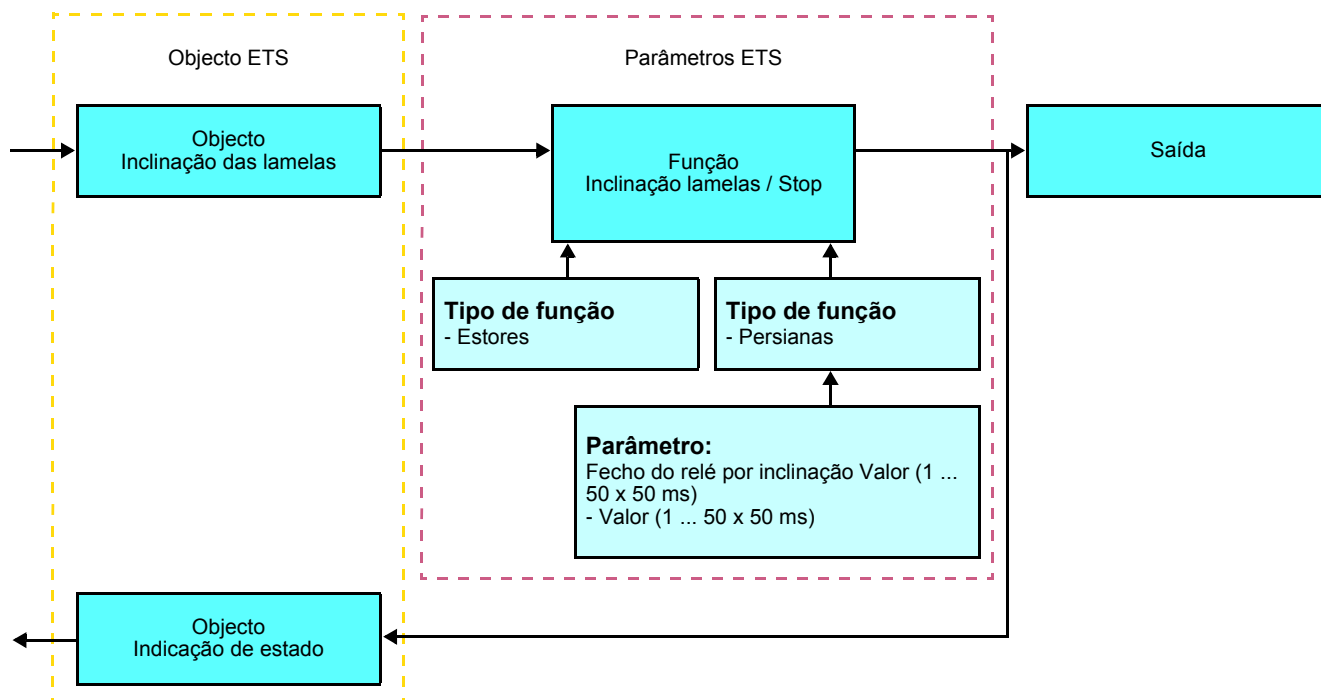 Objecto ETS
Parâmetros ETS
Objecto
Inclinação das lamelas
Função
Inclinação lamelas / Stop
Saída
Tipo de função
- Estores
Tipo de função
- Persianas
Parâmetro:
Fecho do relé por inclinação Valor (1 ...
50 x 50 ms)
- Valor (1 ... 50 x 50 ms)
Objecto
Indicação de estado